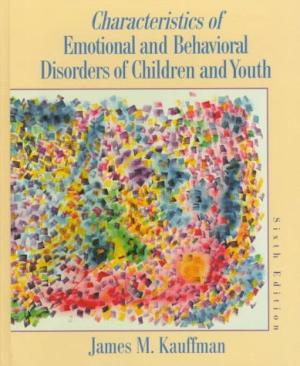 Characteristics of
Emotional and Behavioral
Disorders of Children and Youth
Sixth Edition
James M. Kauffman